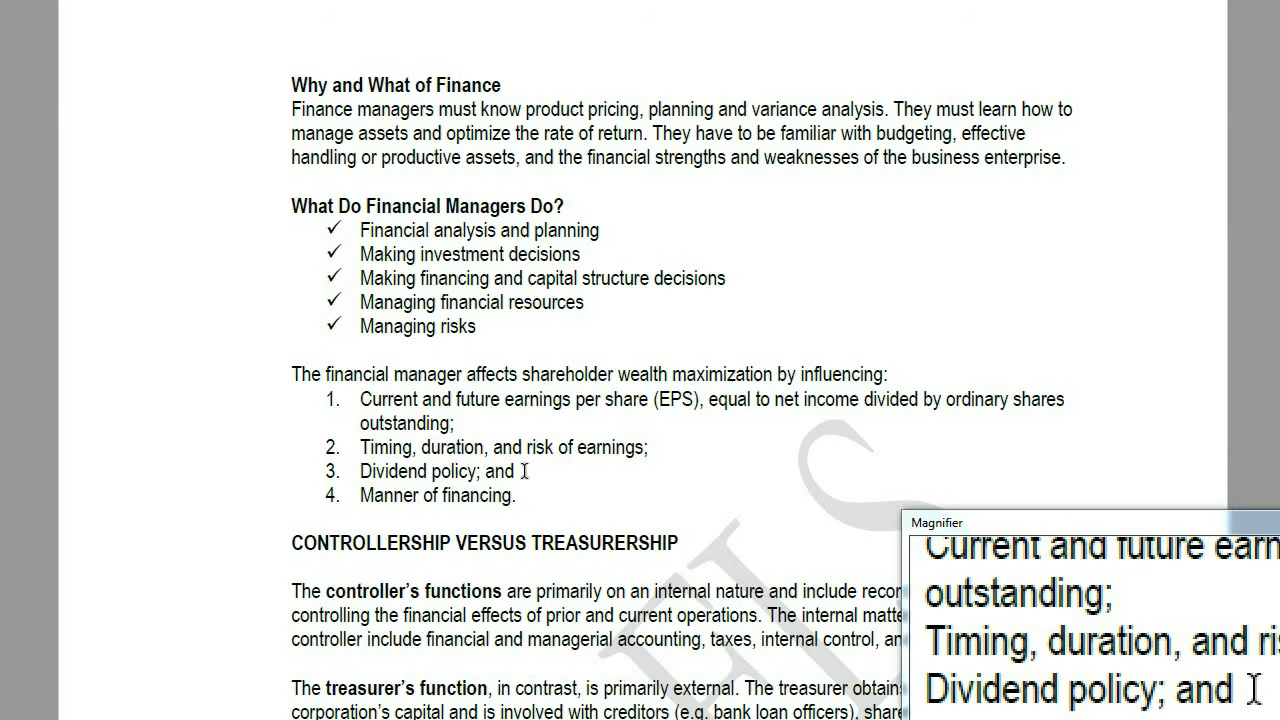 Why and What of Finance
Finance managers must know product pricing, planning and variance analysis. They must learn how to
manage assets and optimize the rate of return. They have to be familiar with budgeting, effective
handling or productive assets, and the financial strengths and weaknesses of the business enterprise.
What Do Financial Managers Do?
✓ Financial analysis and planning
✓ Making investment decisions
✓ Making financing and capital structure decisions
✓ Managing financial resources
✓ Managing risks
The financial manager affects shareholder wealth maximization by influencing:
1. Current and future earnings per share (EPS), equal to net income divided by ordinary shares
outstanding;
2. Timing, duration, and risk of earnings;
3. Dividend policy; and
4. Manner of financing.
CONTROLLERSHIP VERSUS TREASURERSHIP
The controller’s functions are primarily on an internal nature and include recor
controlling the financial effects of prior and current operations. The internal matte
controller include financial and managerial accounting, taxes, internal control, an
The treasurer’s function, in contrast, is primarily external. The treasurer obtain
corporation’s capital and is involved with creditors (e.g. bank loan officers), share
Magnifier
Current and future earn
outstanding;
Timing, duration, and ris
Dividend policy; and